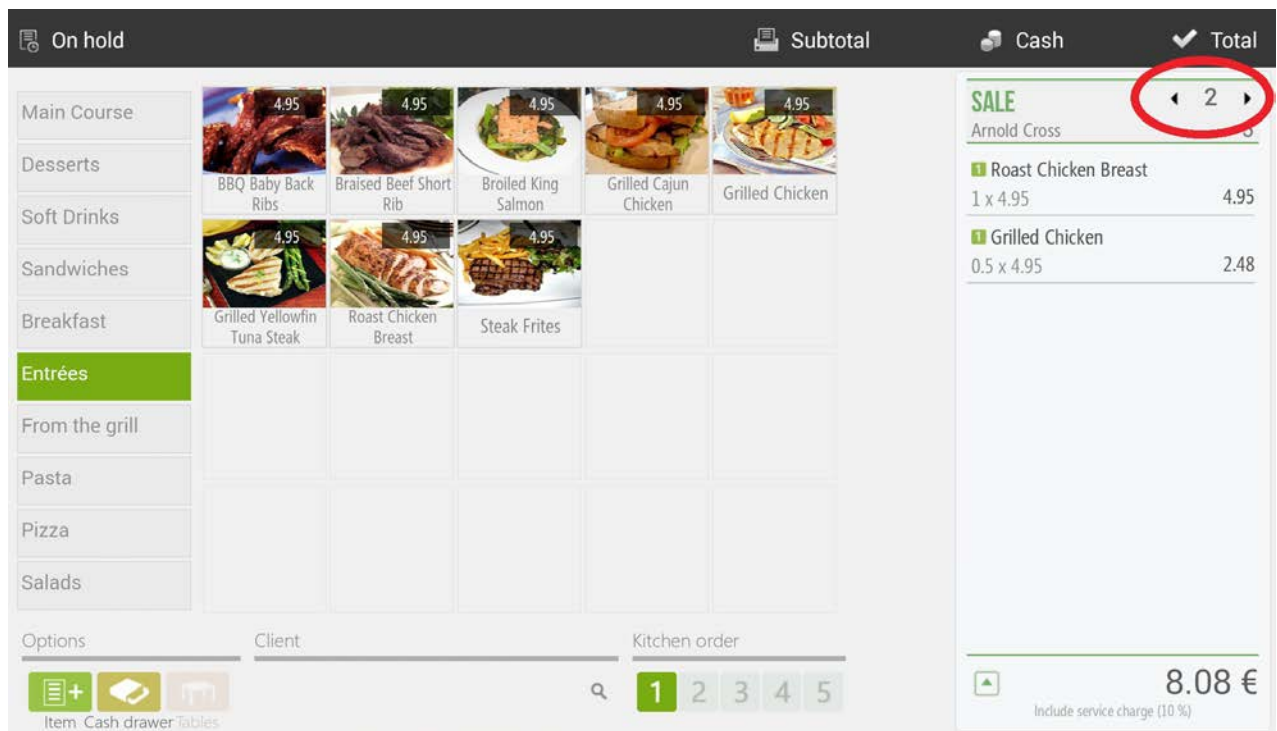 On hold
Subtotal
Cash
Total
Main Course
Desserts
Soft Drinks
Sandwiches
Breakfast
Entrées
From the grill
Pasta
Pizza
Salads
4.95
BBQ Baby Back
Ribs
4.95
Braised Beef Short
Rib
4.95
Broiled King
Salmon
4.95
Grilled Cajun
Chicken
4.95
Grilled Chicken
4.95
Grilled Yellowfin
Tuna Steak
4.95
Roast Chicken
Breast
4.95
Steak Frites
SALE
2
Arnold Cross
1 Roast Chicken Breast
1 x 4.95 4.95
1 Grilled Chicken
0.5 x 4.95 2.48
8.08 €
Include service charge (10 %)
Options
Client
Kitchen order
Item Cash drawer Tables
1 2 3 4 5